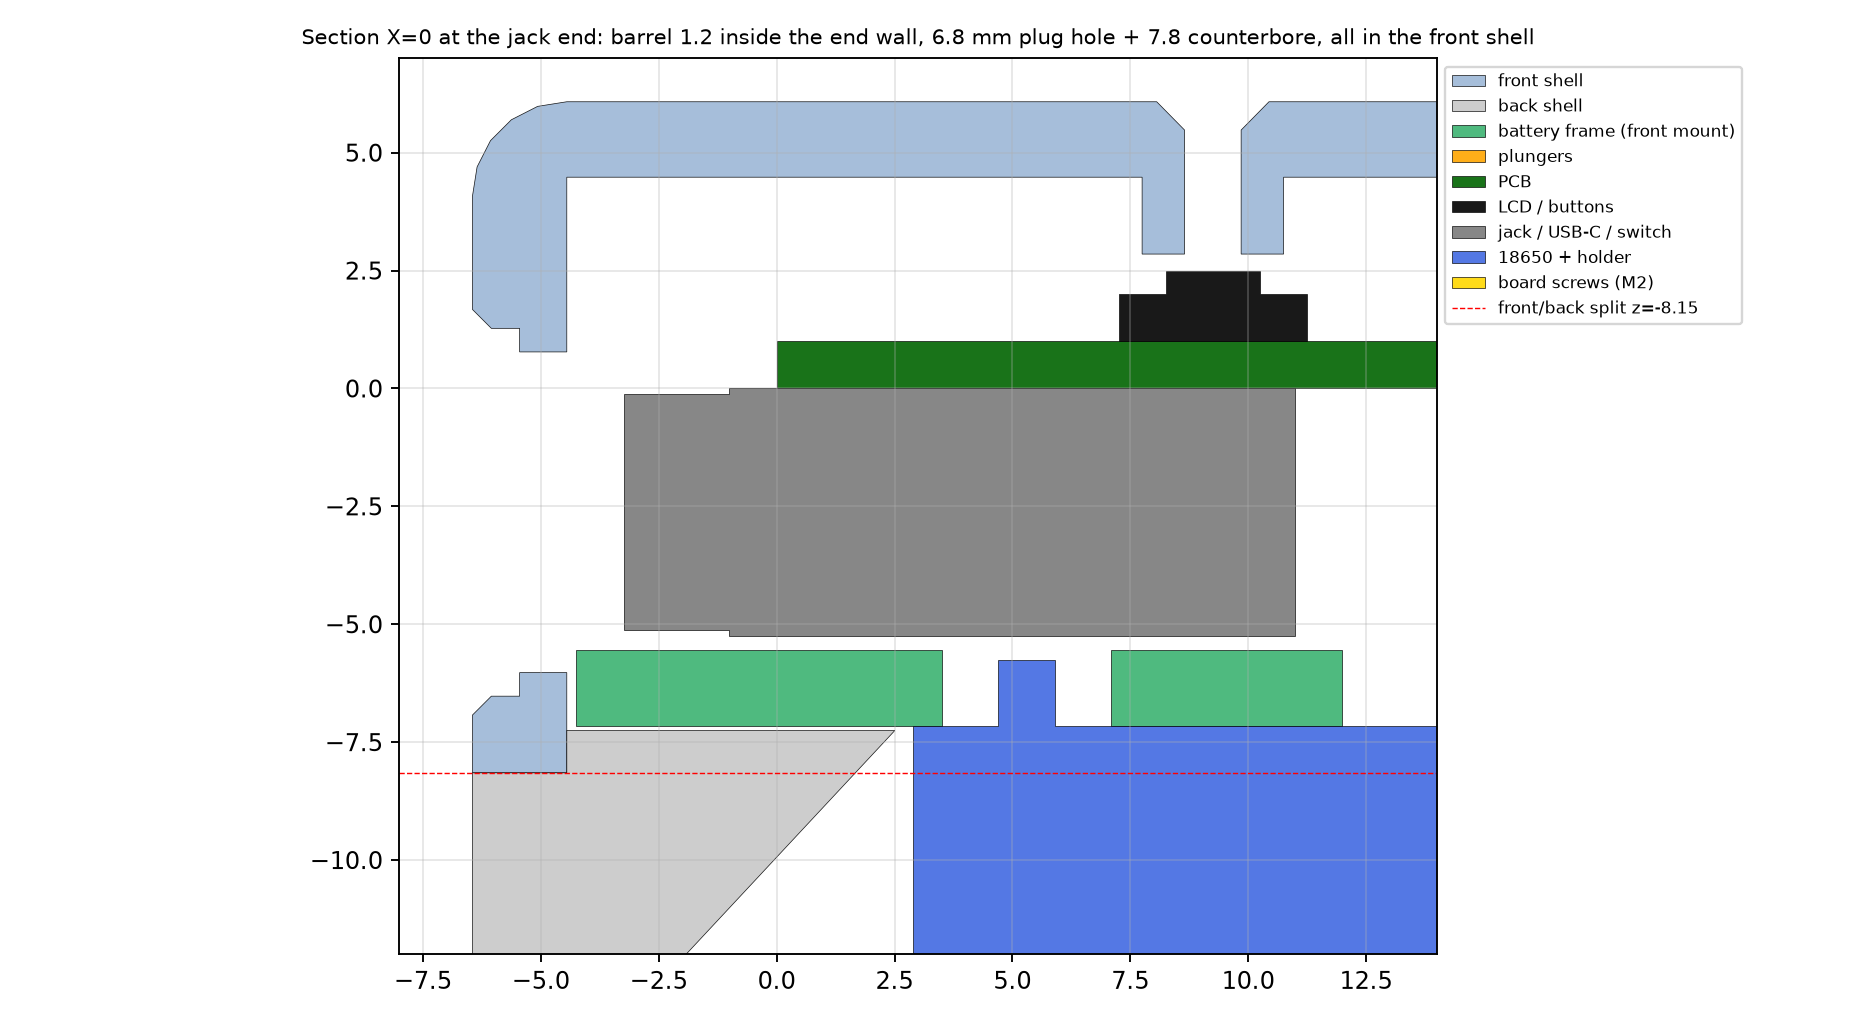 Section X=0 at the jack end: barrel 1.2 inside the end wall, 6.8 mm plug hole + 7.8 counterbore, all in the front shell
front shell
back shell
battery frame (front mount)
plungers
PCB
LCD / buttons
jack / USB-C / switch
18650 + holder
board screws (M2)
front/back split z=-8.15
5.0
2.5
0.0
−2.5
−5.0
−7.5
−10.0
−7.5
−5.0
−2.5
0.0
2.5
5.0
7.5
10.0
12.5